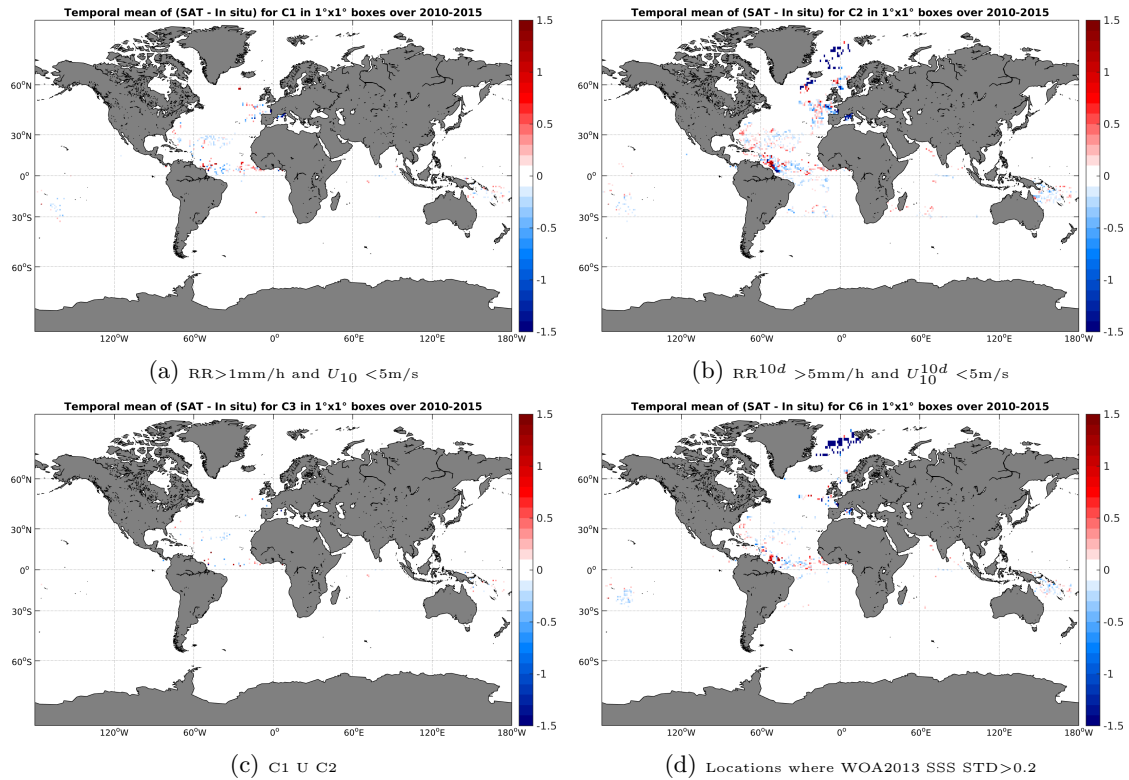 Temporal mean of (SAT - In situ) for C1 in 1°x1° boxes over 2010-2015
60°N
30°N
0°
30°S
60°S
120°W
60°W
0°
60°E
120°E
180°W
1.5
1
0.5
0
-0.5
-1
-1.5
(a) RR>1mm/h and U10 <5m/s
Temporal mean of (SAT - In situ) for C2 in 1°x1° boxes over 2010-2015
60°N
30°N
0°
30°S
60°S
120°W
60°W
0°
60°E
120°E
180°W
1.5
1
0.5
0
-0.5
-1
-1.5
(b) RR10d >5mm/h and U10 10d <5m/s
Temporal mean of (SAT - In situ) for C3 in 1°x1° boxes over 2010-2015
60°N
30°N
0°
30°S
60°S
120°W
60°W
0°
60°E
120°E
180°W
1.5
1
0.5
0
-0.5
-1
-1.5
(c) C1 U C2
Temporal mean of (SAT - In situ) for C6 in 1°x1° boxes over 2010-2015
60°N
30°N
0°
30°S
60°S
120°W
60°W
0°
60°E
120°E
180°W
1.5
1
0.5
0
-0.5
-1
-1.5
(d) Locations where WOA2013 SSS STD>0.2